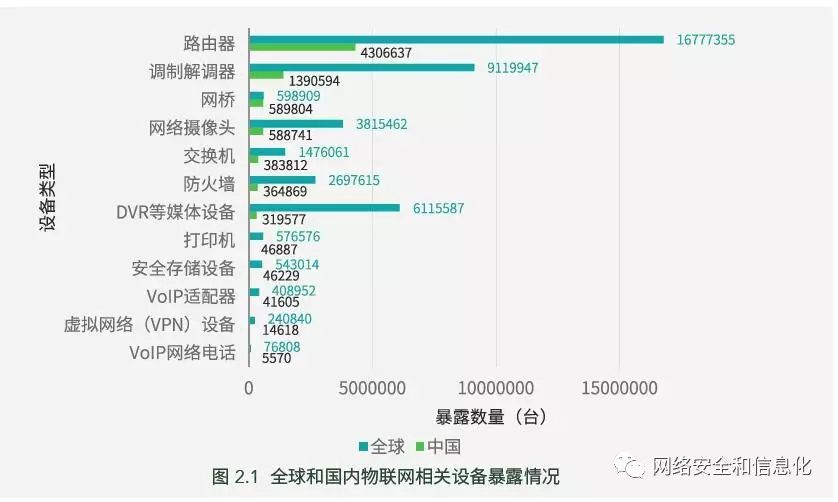 设备类型
路由器
16777355
4306637
调制解调器
9119947
1390594
网桥
598909
589804
网络摄像头
3815462
588741
交换机
1476061
383812
防火墙
2697615
364869
DVR等媒体设备
6115587
319577
打印机
576576
46887
安全存储设备
543014
46229
VoIP适配器
408952
41605
虚拟网络（VPN）设备
240840
14618
VoIP网络电话
76808
5570
0 5000000 10000000 15000000
暴露数量（台）
全球 中国
图 2.1 全球和国内物联网相关设备暴露情况
网络安全和信息化